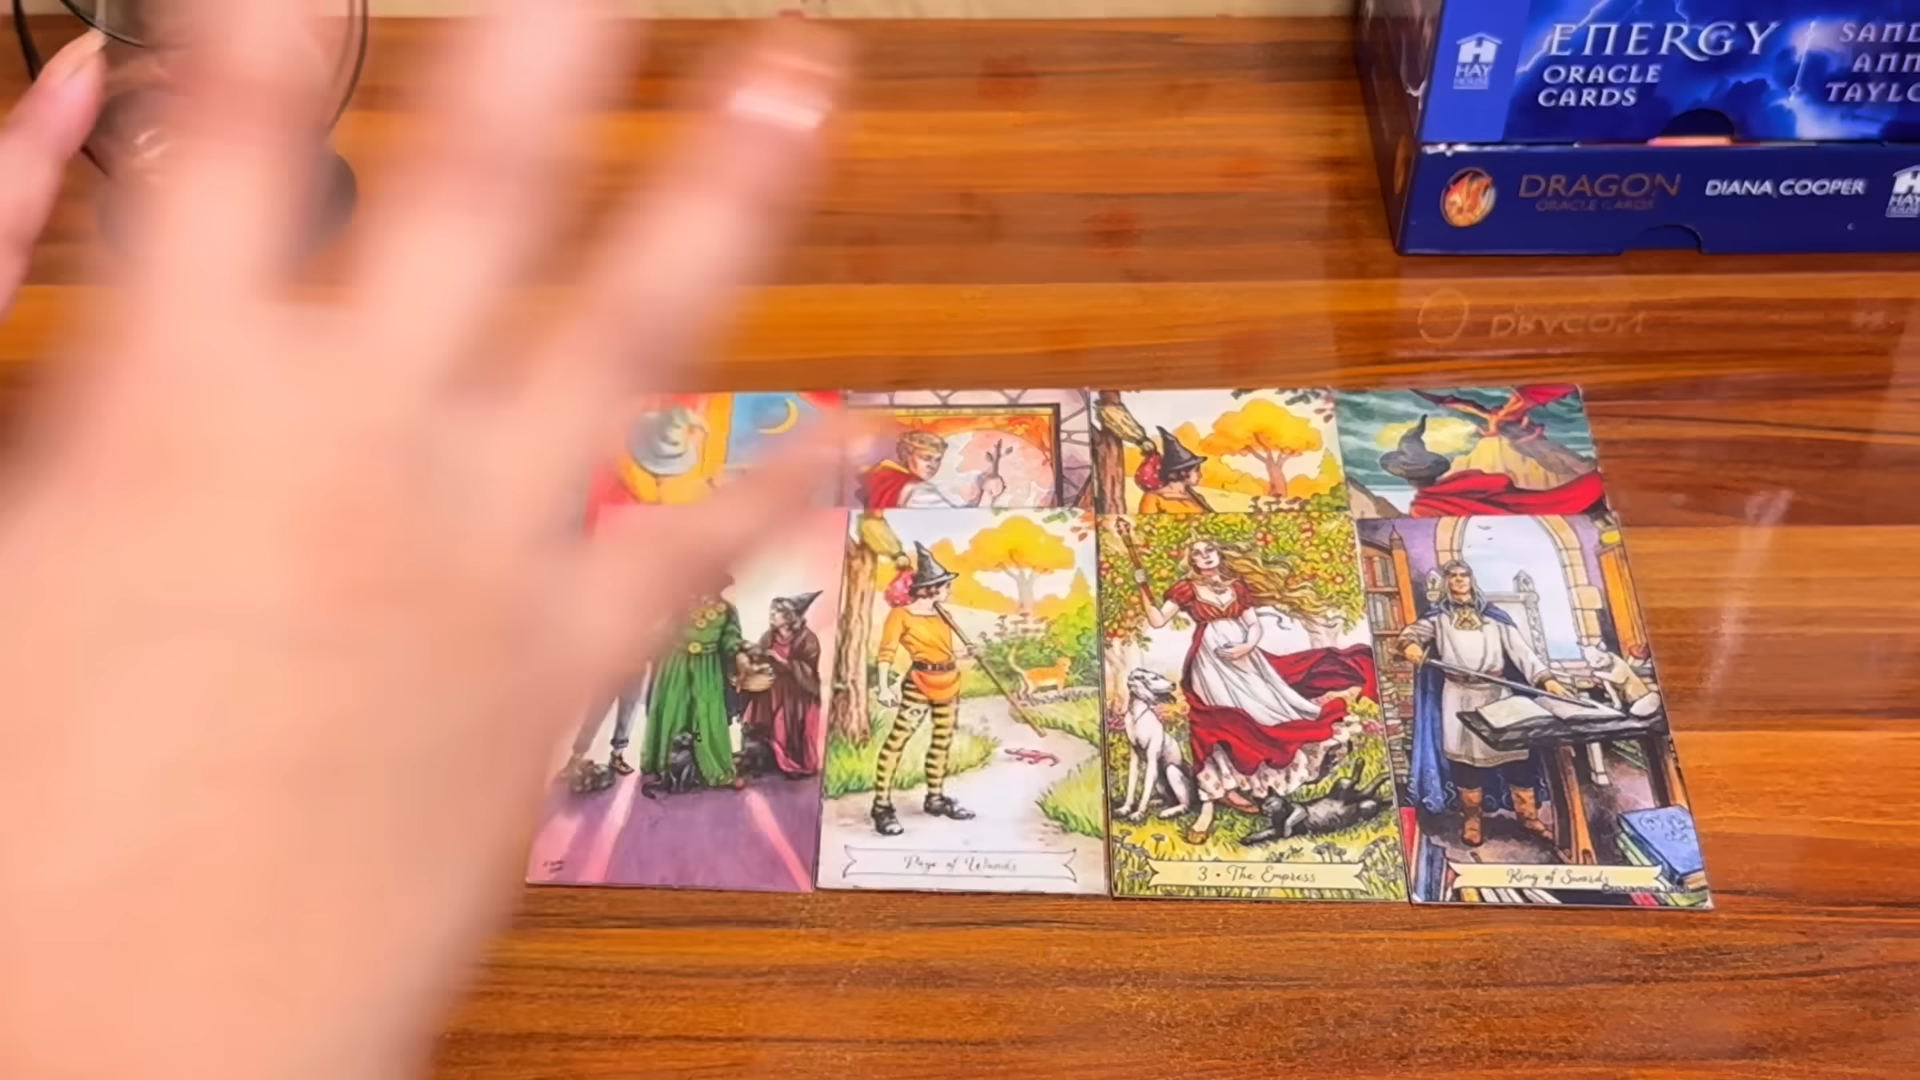 ENERGY
ORACLE
CARDS
HAY
HOUSE
DRAGON
ORACLE CARDS
DIANA COOPER
Page of Wands
3 • The Empress
King of Swords